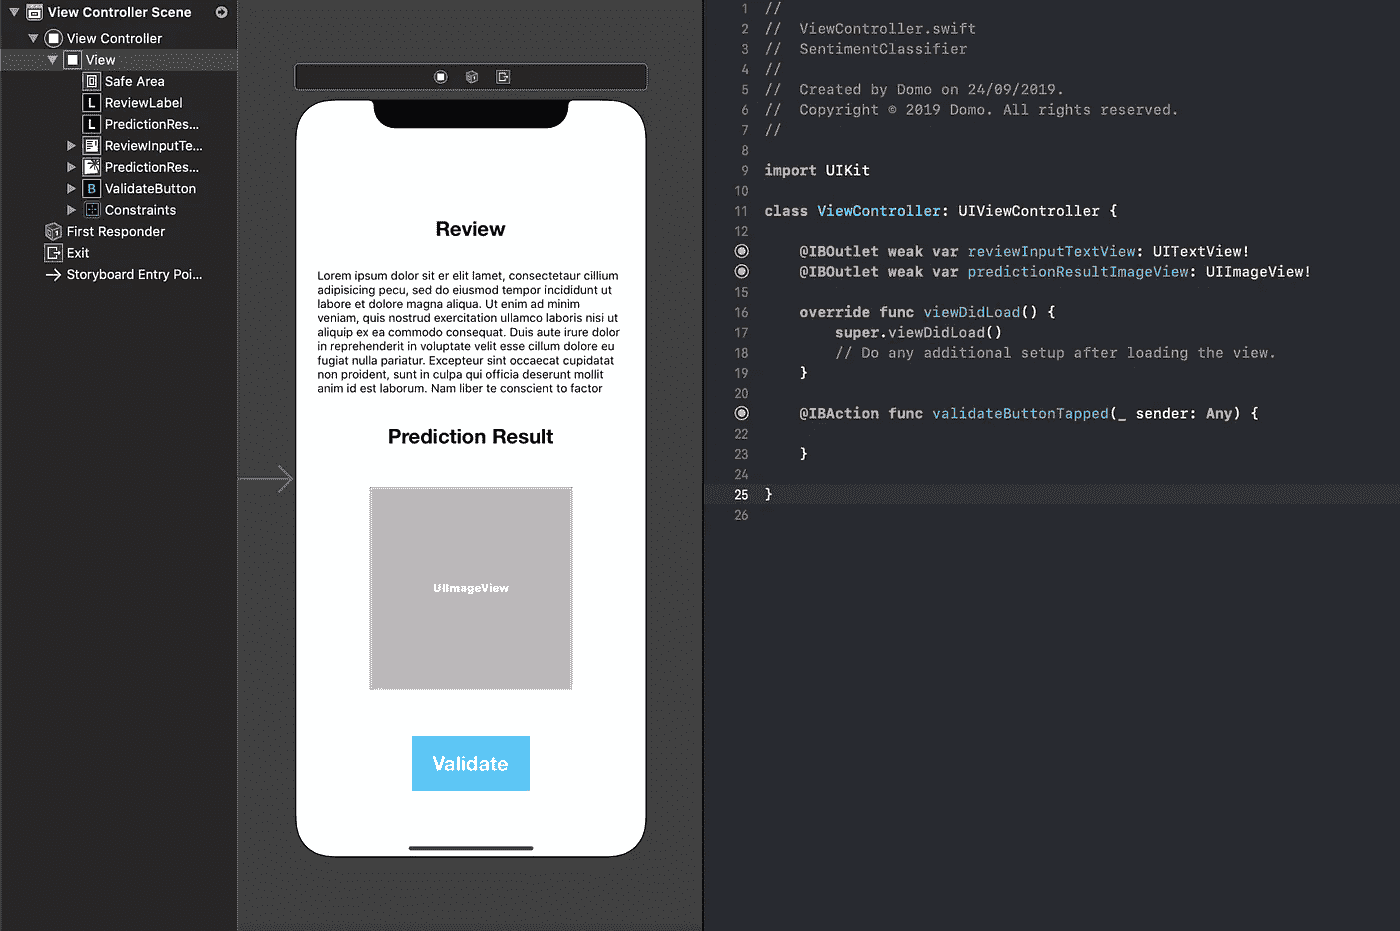 View Controller Scene
View Controller
View
Safe Area
L ReviewLabel
L PredictionRes...
ReviewInputTe...
PredictionRes...
B ValidateButton
Constraints
First Responder
Exit
Storyboard Entry Poi...
Review
Lorem ipsum dolor sit er elit lamet, consectetaur cillium
adipisicing pecu, sed do eiusmod tempor incididunt ut
labore et dolore magna aliqua. Ut enim ad minim
veniam, quis nostrud exercitation ullamco laboris nisi ut
aliquip ex ea commodo consequat. Duis aute irure dolor
in reprehenderit in voluptate velit esse cillum dolore eu
fugiat nulla pariatur. Excepteur sint occaecat cupidatat
non proident, sunt in culpa qui officia deserunt mollit
anim id est laborum. Nam liber te conscient to factor
Prediction Result
UIImageView
Validate
1 //
2 //  ViewController.swift
3 //  SentimentClassifier
4 //
5 //  Created by Domo on 24/09/2019.
6 //  Copyright © 2019 Domo. All rights reserved.
7 //
8
9 import UIKit
10
11 class ViewController: UIViewController {
12
@IBOutlet weak var reviewInputTextView: UITextView!
@IBOutlet weak var predictionResultImageView: UIImageView!
15
16 override func viewDidLoad() {
17 super.viewDidLoad()
18 // Do any additional setup after loading the view.
19 }
20
@IBAction func validateButtonTapped(_ sender: Any) {
22
23 }
24
25 }
26